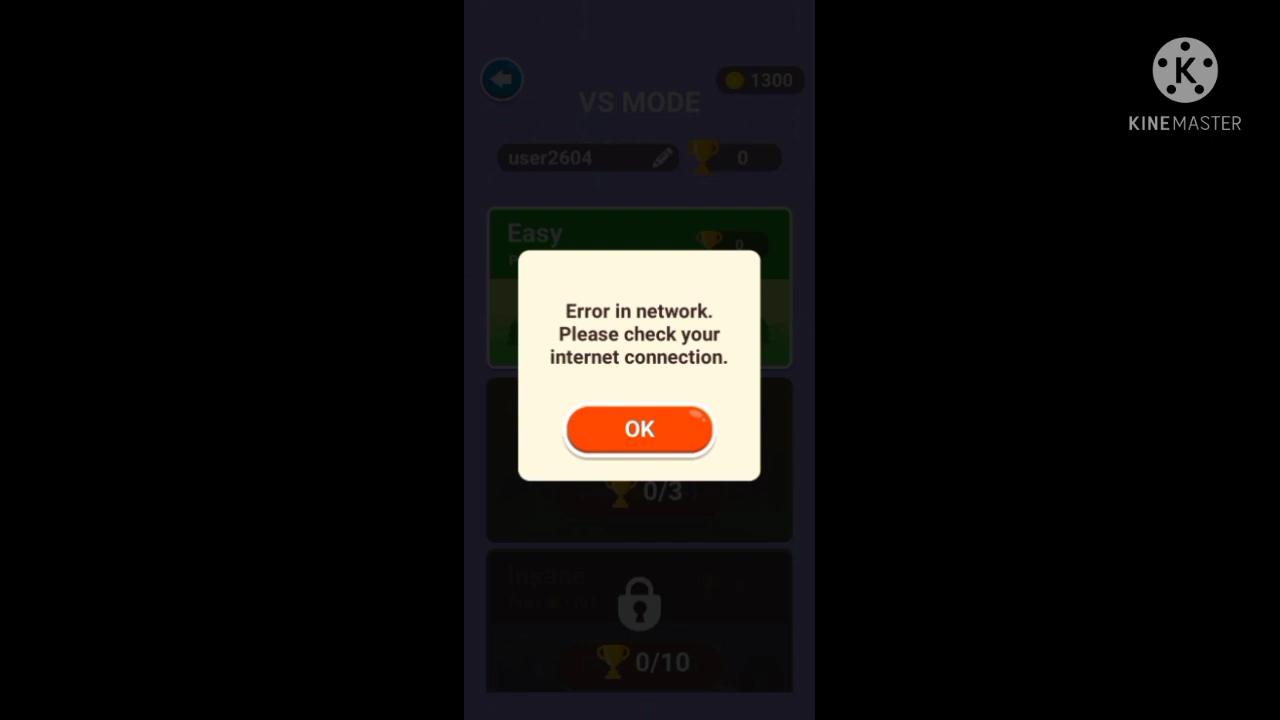 1300
VS MODE
KINEMASTER
user2604
0
Easy
0
Error in network.
Please check your
internet connection.
OK
0/3
Insane
0/10